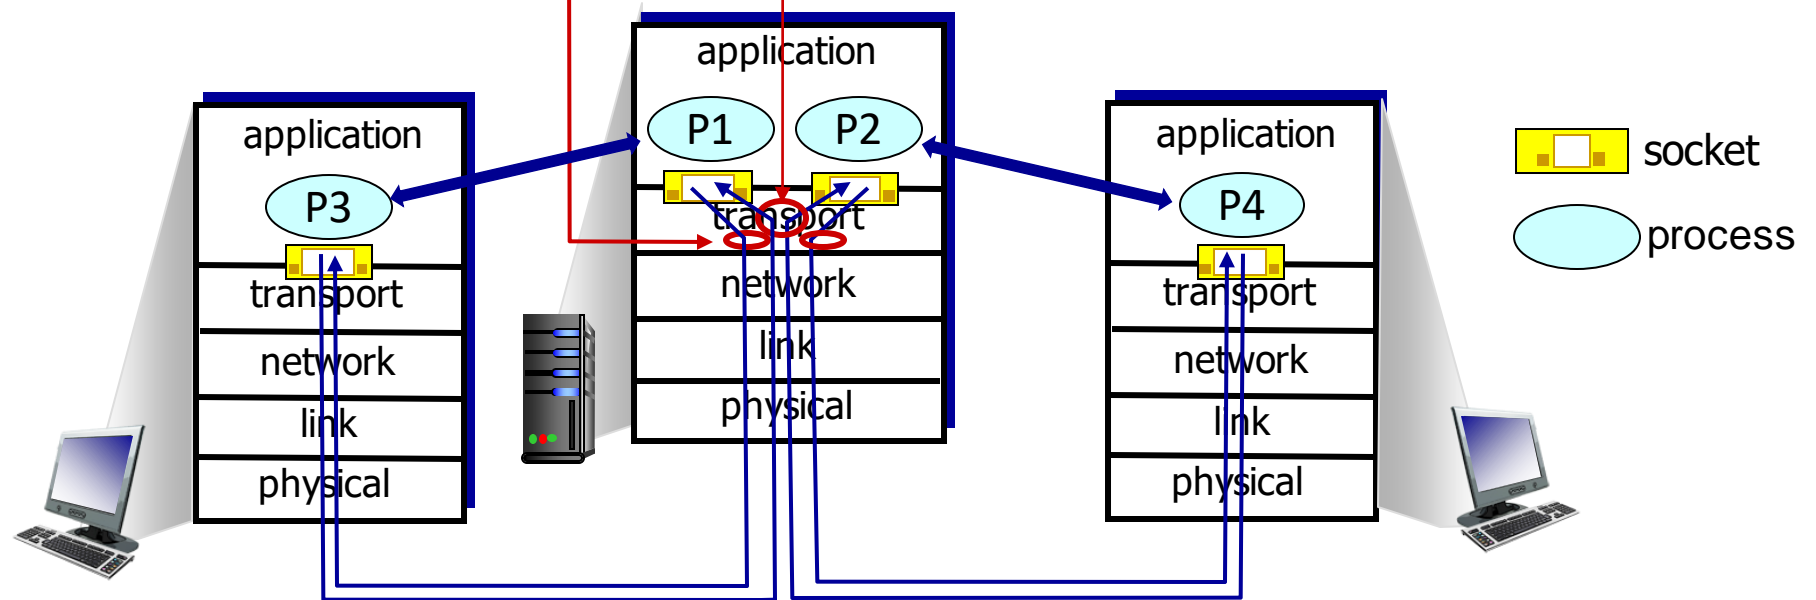 application
P1
P2
transport
network
link
physical
application
P3
transport
network
link
physical
application
P4
transport
network
link
physical
socket
process